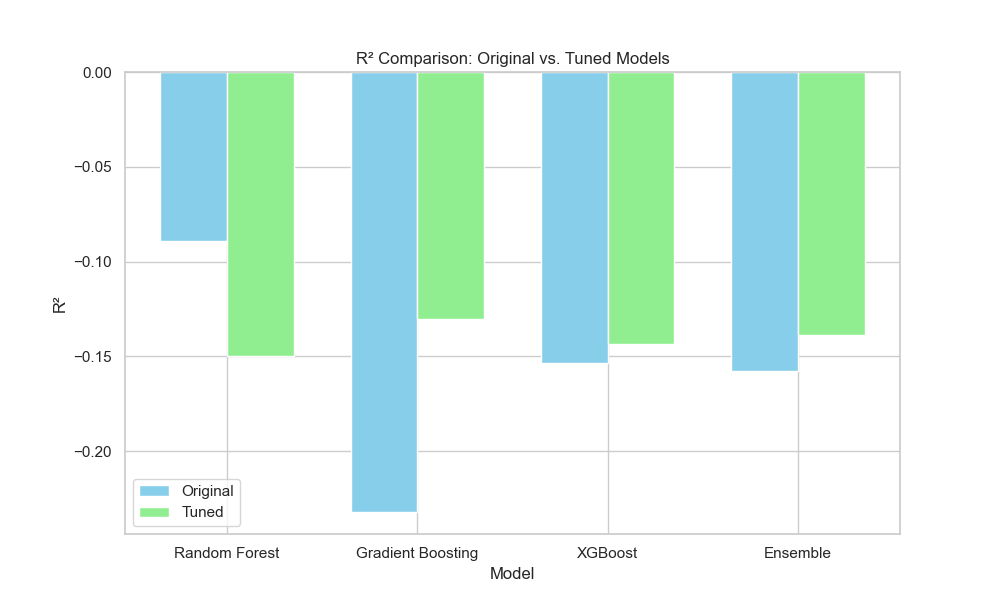 R² Comparison: Original vs. Tuned Models
0.00
−0.05
−0.10
−0.15
−0.20
R²
Original
Tuned
Random Forest
Gradient Boosting
XGBoost
Ensemble
Model